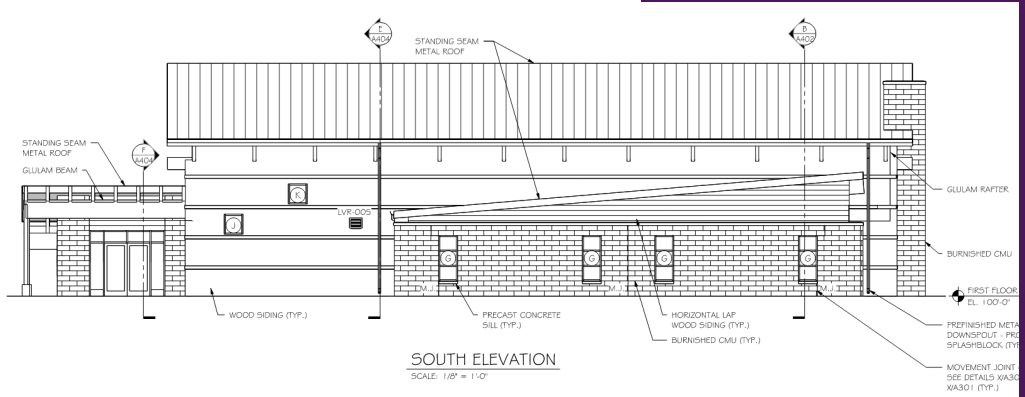 E
A404
B
A402
STANDING SEAM
METAL ROOF
STANDING SEAM
METAL ROOF
GLULAM BEAM
F
A404
K
J
LVR-005
GLULAM RAFTER
G
G
G
G
BURNISHED CMU
M.J.
M.J.
M.J.
FIRST FLOOR
EL. 100'-0"
WOOD SIDING (TYP.)
PRECAST CONCRETE
SILL (TYP.)
HORIZONTAL LAP
WOOD SIDING (TYP.)
BURNISHED CMU (TYP.)
PREFINISHED META
DOWNSPOUT - PRO
SPLASHBLOCK (TYP
MOVEMENT JOINT
SEE DETAILS X/A30
X/A301 (TYP.)
SOUTH ELEVATION
SCALE: 1/8" = 1'-0"